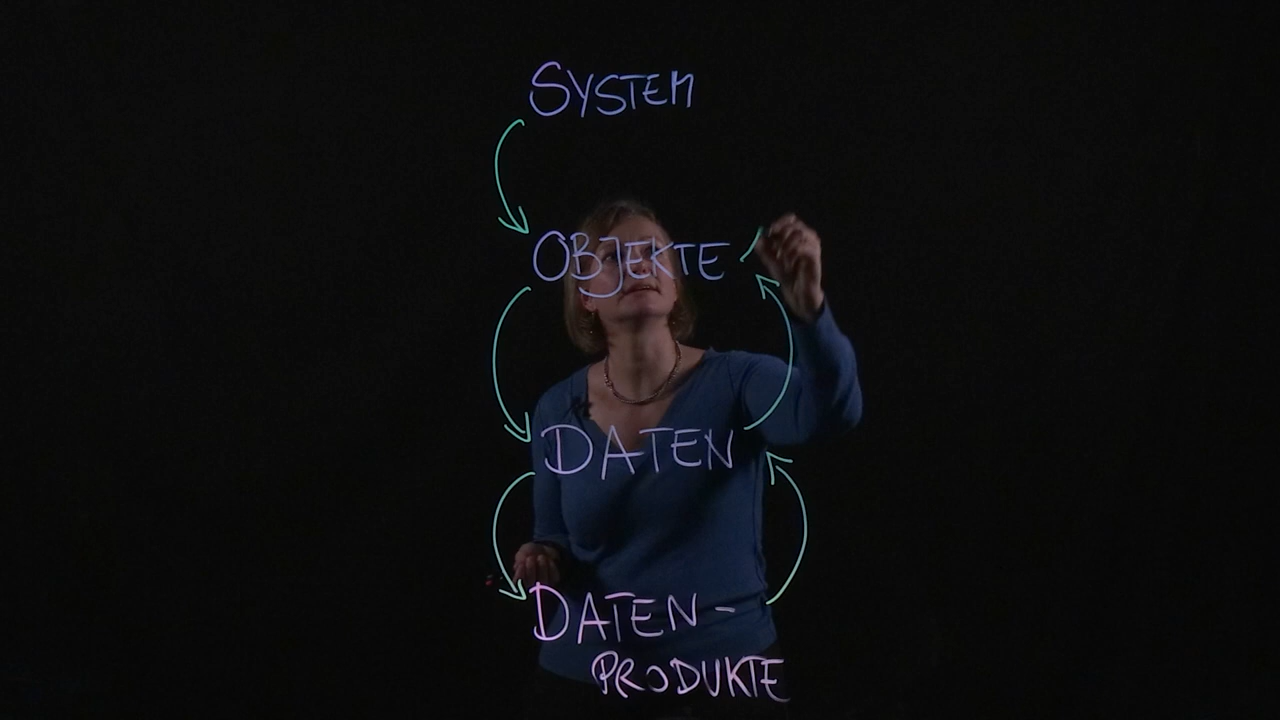 SYSTEM
OBJEKTE
DATEN
DATEN-
PRODUKTE